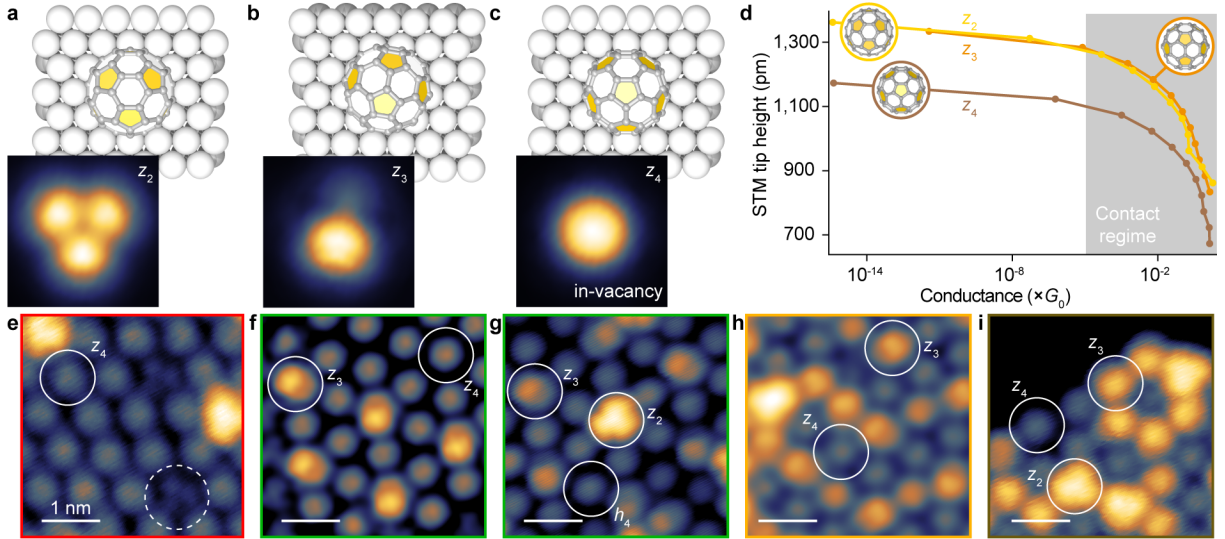 a
z2
b
z3
c
z4
in-vacancy
d
STM tip height (pm)
1,300
1,100
900
700
z2
z3
z4
Contact
regime
10-14
10-8
10-2
Conductance (×G0)
e
z4
1 nm
f
z3
z4
g
z3
z2
h4
h
z3
z4
i
z3
z4
z2